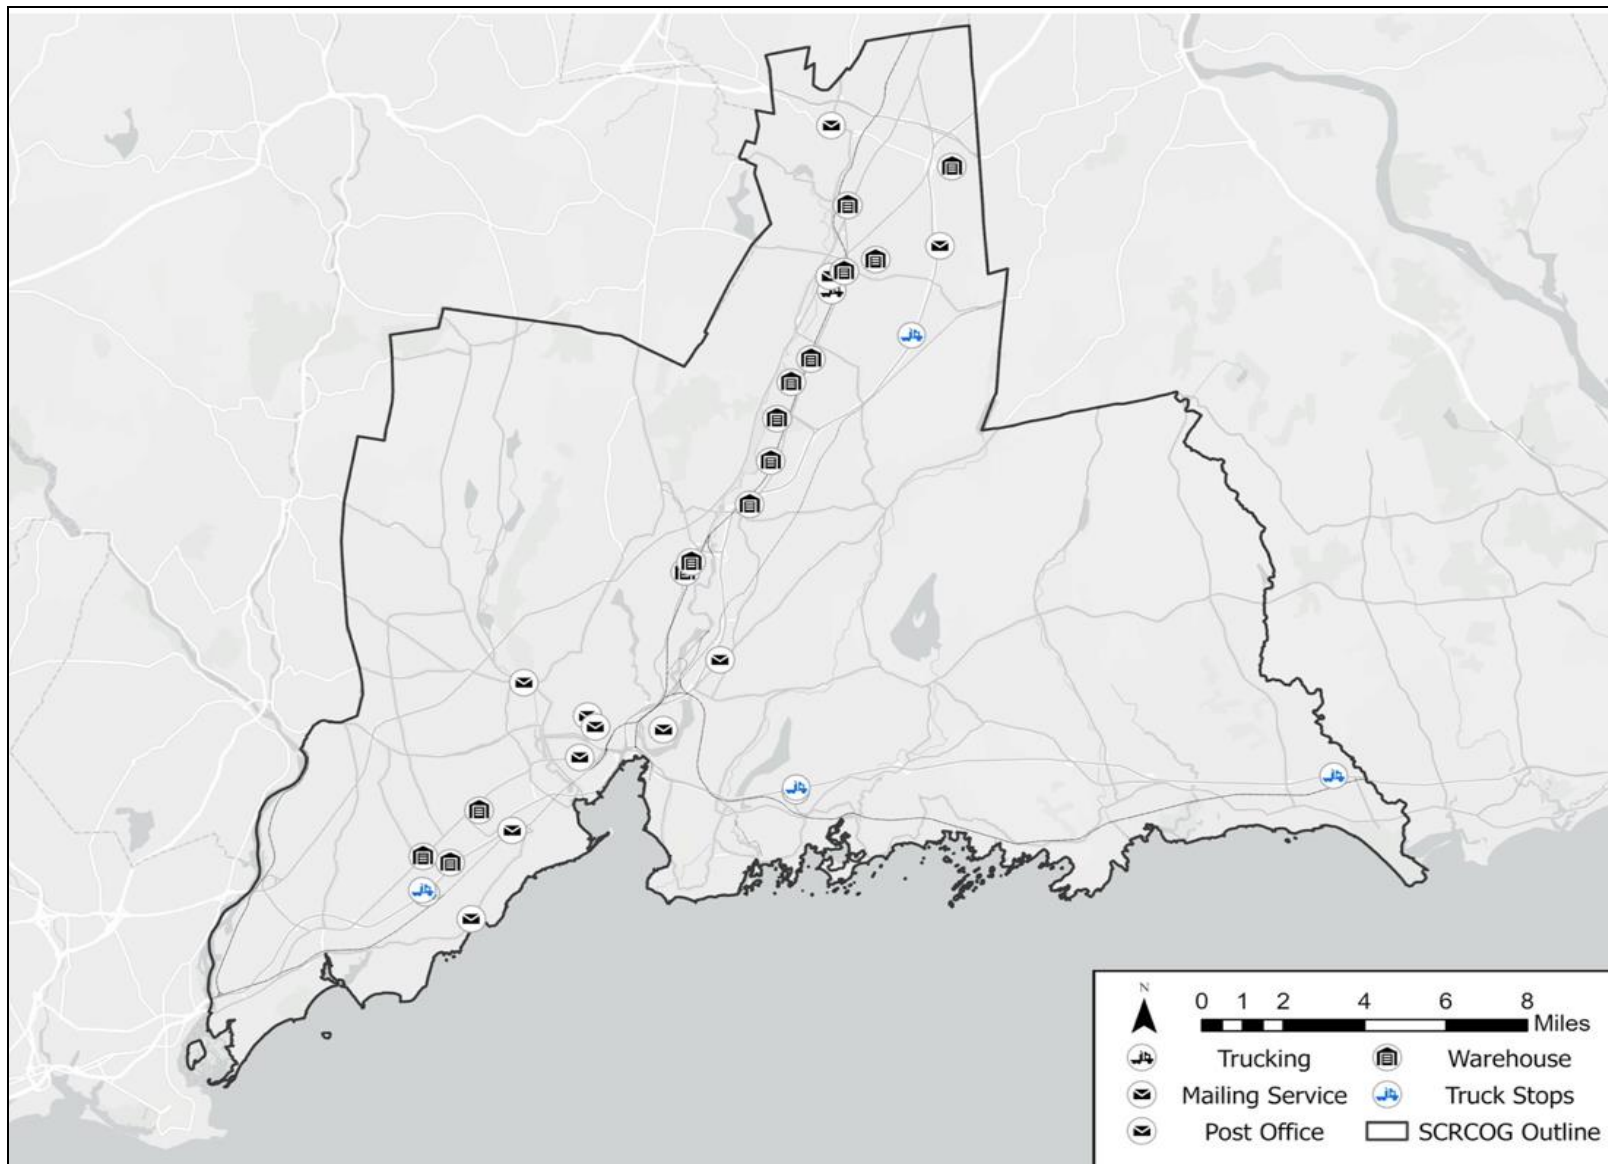 N
0 1 2 4 6 8
Miles
Trucking Warehouse
Mailing Service Truck Stops
Post Office SCRCOG Outline